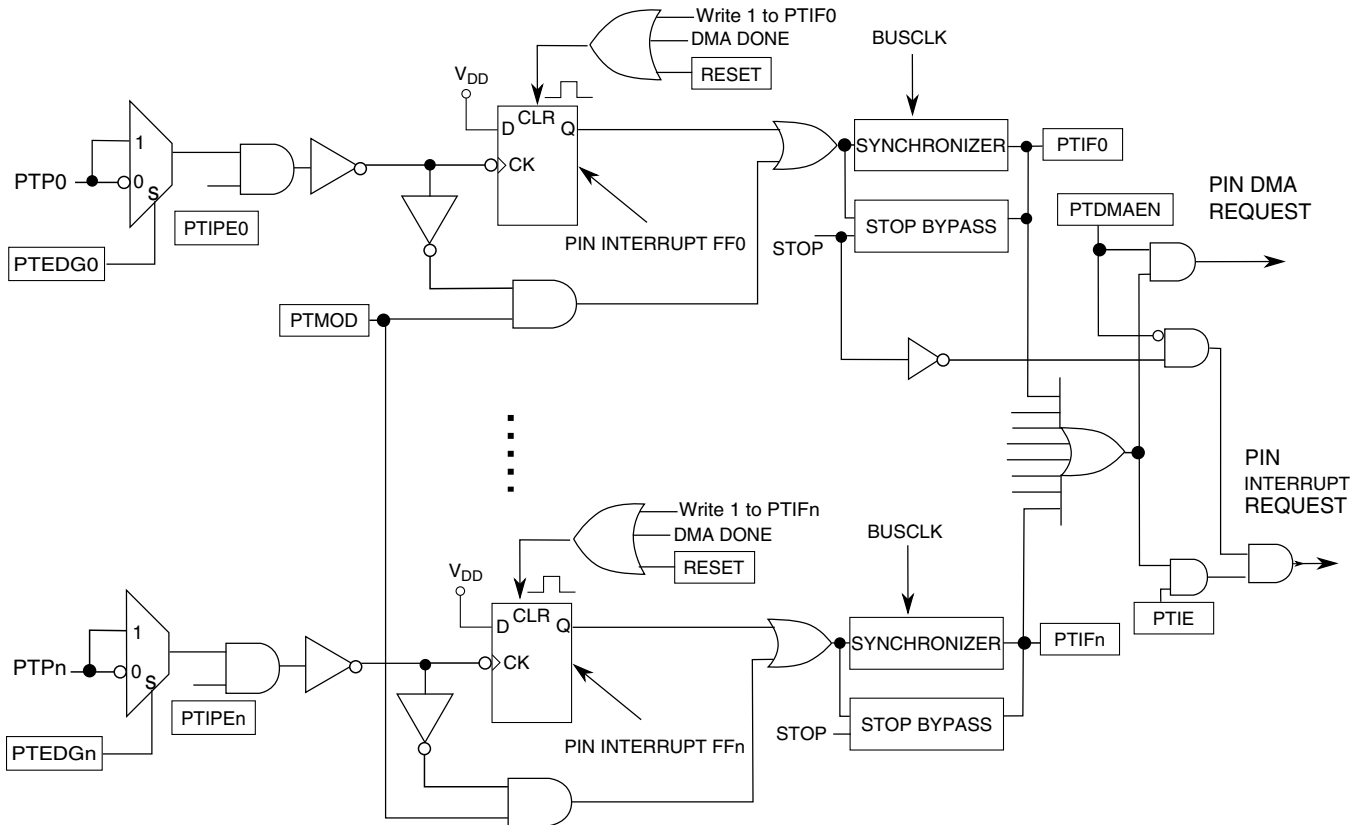 Write 1 to PTIF0
DMA DONE
RESET
BUSCLK
VDD
CLR
D
Q
CK
1
0
S
PTP0
PTIPE0
PTEDG0
PIN INTERRUPT FF0
SYNCHRONIZER
PTIF0
STOP BYPASS
STOP
PTDMAEN
PIN DMA
REQUEST
PTMOD
PIN
INTERRUPT
REQUEST
Write 1 to PTIFn
DMA DONE
RESET
BUSCLK
VDD
CLR
D
Q
CK
1
0
S
PTPn
PTIPEn
PTEDGn
PIN INTERRUPT FFn
SYNCHRONIZER
PTIFn
STOP BYPASS
STOP
PTIE